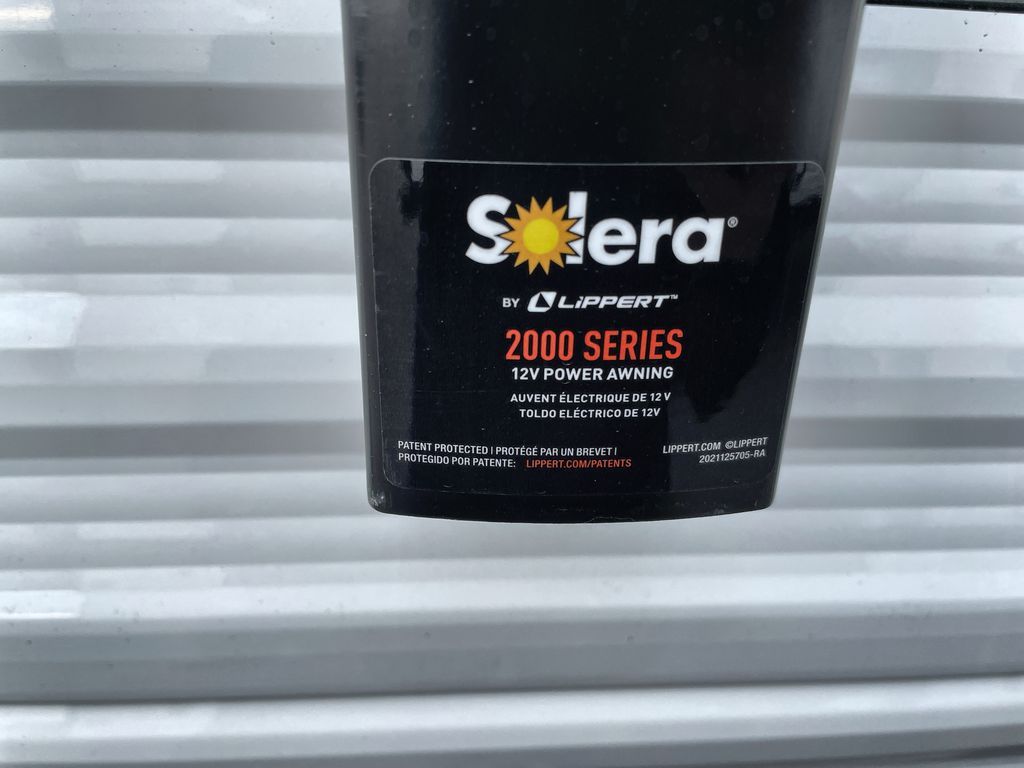 Solera®
BY LiPPERT™
2000 SERIES
12V POWER AWNING
AUVENT ÉLECTRIQUE DE 12 V
TOLDO ELÉCTRICO DE 12V
PATENT PROTECTED | PROTÉGÉ PAR UN BREVET |
PROTEGIDO POR PATENTE: LIPPERT.COM/PATENTS
LIPPERT.COM ©LIPPERT
2021125705-RA